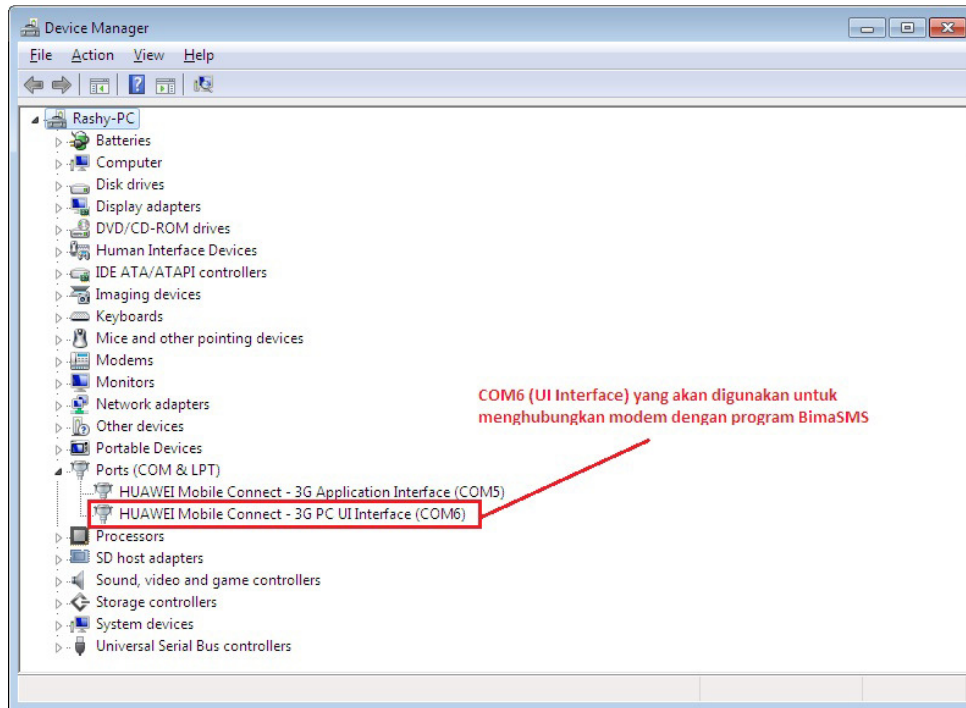 Device Manager
File Action View Help
Rashy-PC
Batteries
Computer
Disk drives
Display adapters
DVD/CD-ROM drives
Human Interface Devices
IDE ATA/ATAPI controllers
Imaging devices
Keyboards
Mice and other pointing devices
Modems
Monitors
Network adapters
Other devices
Portable Devices
Ports (COM & LPT)
HUAWEI Mobile Connect - 3G Application Interface (COM5)
HUAWEI Mobile Connect - 3G PC UI Interface (COM6)
Processors
SD host adapters
Sound, video and game controllers
Storage controllers
System devices
Universal Serial Bus controllers
COM6 (UI Interface) yang akan digunakan untuk
menghubungkan modem dengan program BimaSMS